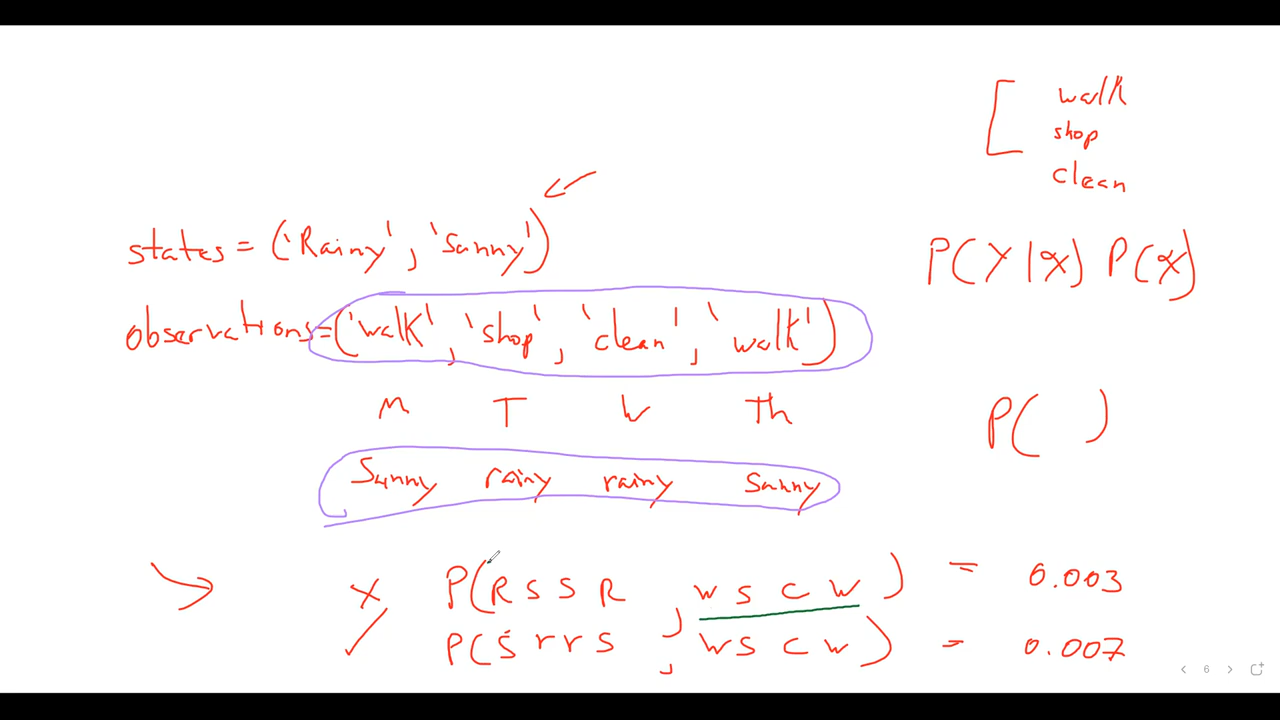 walk
shop
clean
states = ('Rainy', 'Sunny')
P(Y|X) P(X)
observations = ('walk', 'shop', 'clean', 'walk')
M T W Th
P( )
Sunny rainy rainy Sunny
x P(R S S R , W S C W) = 0.003
✓ P(S r r S , W S C W) = 0.007
6